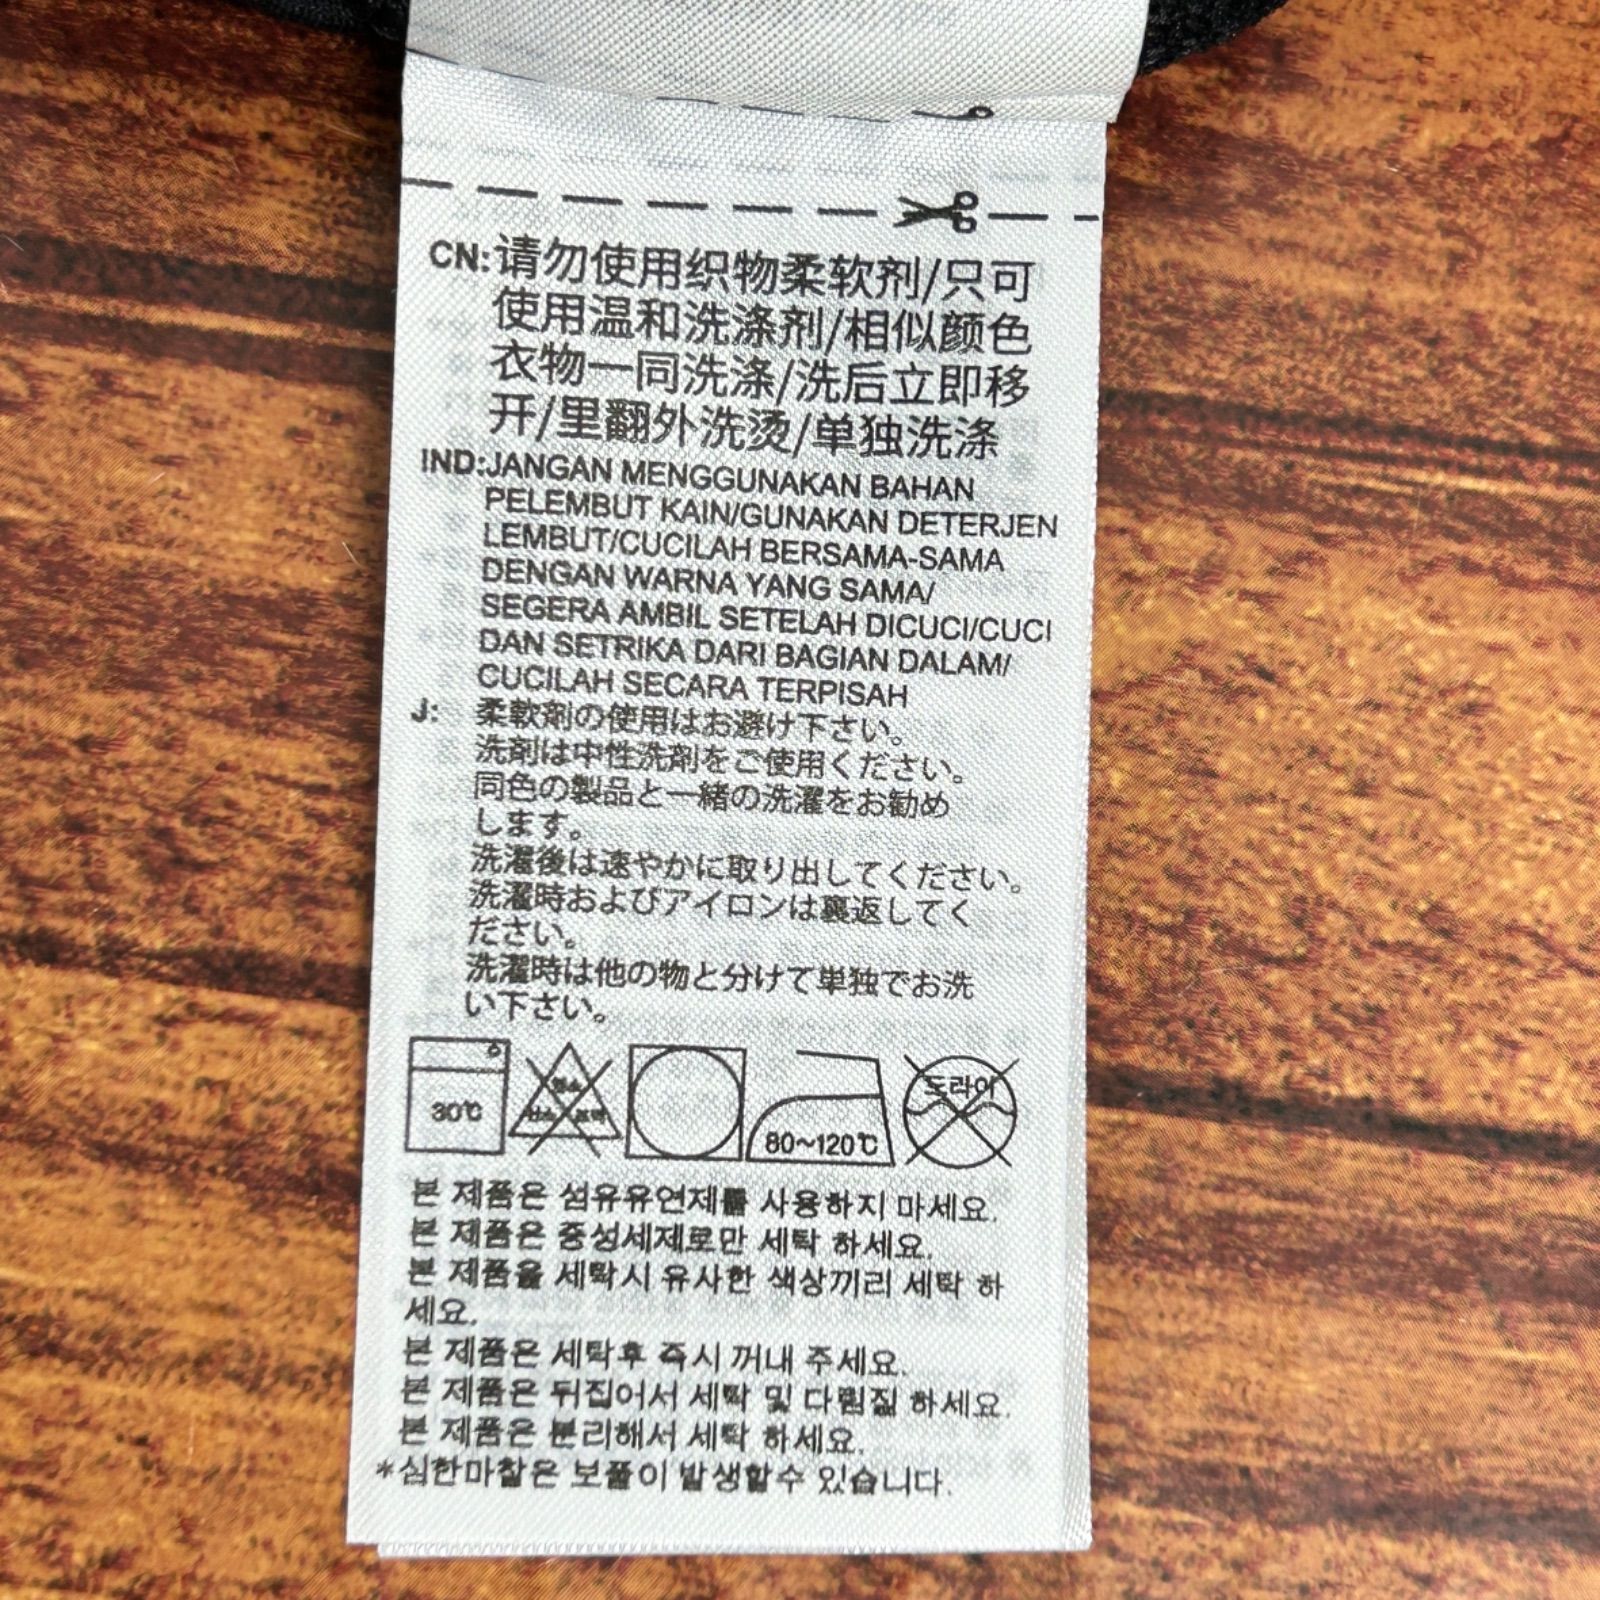 CN:请勿使用织物柔软剂/只可
使用温和洗涤剂/相似颜色
衣物一同洗涤/洗后立即移
开/里翻外洗烫/单独洗涤
IND:JANGAN MENGGUNAKAN BAHAN
PELEMBUT KAIN/GUNAKAN DETERJEN
LEMBUT/CUCILAH BERSAMA-SAMA
DENGAN WARNA YANG SAMA/
SEGERA AMBIL SETELAH DICUCI/CUCI
DAN SETRIKA DARI BAGIAN DALAM/
CUCILAH SECARA TERPISAH
J: 柔軟剤の使用はお避け下さい。
洗剤は中性洗剤をご使用ください。
同色の製品と一緒の洗濯をお勧め
します。
洗濯後は速やかに取り出してください。
洗濯時およびアイロンは裏返してく
ださい。
洗濯時は他の物と分けて単独でお洗
い下さい。
30℃
80~120℃
드라이
본 제품은 섬유유연제를 사용하지 마세요.
본 제품은 중성세제로만 세탁 하세요.
본 제품을 세탁시 유사한 색상끼리 세탁 하
세요.
본 제품은 세탁후 즉시 꺼내 주세요.
본 제품은 뒤집어서 세탁 및 다림질 하세요.
본 제품은 분리해서 세탁 하세요.
*심한마찰은 보풀이 발생할수 있습니다.